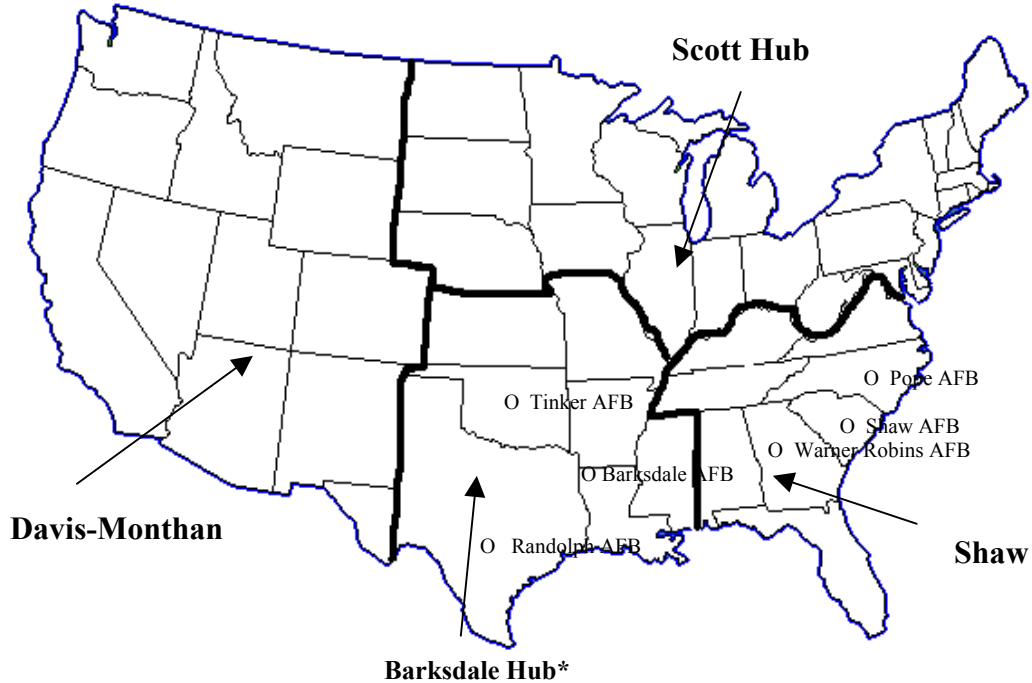 Scott Hub
O Pope AFB
O Tinker AFB
O Shaw AFB
O Warner Robins AFB
O Barksdale AFB
Davis-Monthan
O Randolph AFB
Shaw
Barksdale Hub*